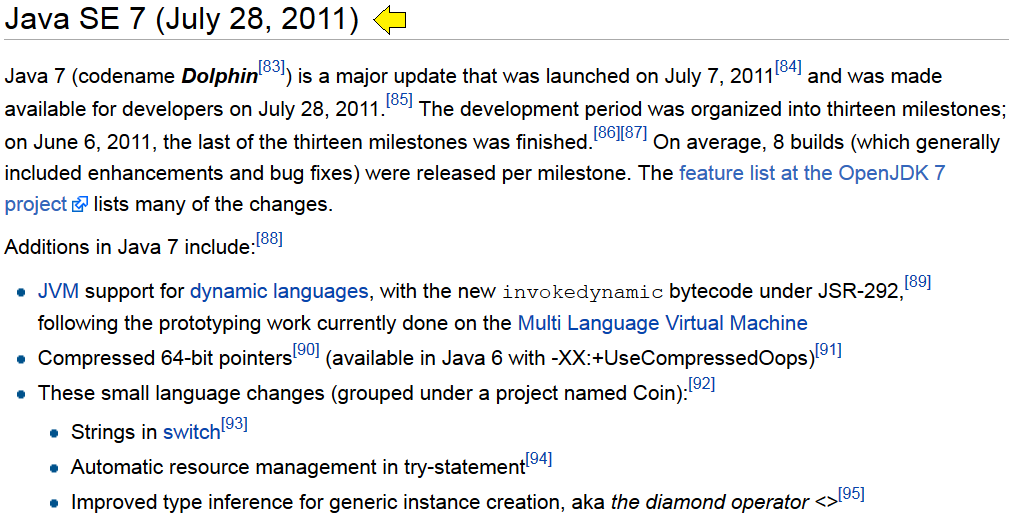 Java SE 7 (July 28, 2011)
Java 7 (codename Dolphin[83]) is a major update that was launched on July 7, 2011[84] and was made
available for developers on July 28, 2011.[85] The development period was organized into thirteen milestones;
on June 6, 2011, the last of the thirteen milestones was finished.[86][87] On average, 8 builds (which generally
included enhancements and bug fixes) were released per milestone. The feature list at the OpenJDK 7
project lists many of the changes.
Additions in Java 7 include:[88]
• JVM support for dynamic languages, with the new invokedynamic bytecode under JSR-292,[89]
following the prototyping work currently done on the Multi Language Virtual Machine
• Compressed 64-bit pointers[90] (available in Java 6 with -XX:+UseCompressedOops)[91]
• These small language changes (grouped under a project named Coin):[92]
• Strings in switch[93]
• Automatic resource management in try-statement[94]
• Improved type inference for generic instance creation, aka the diamond operator <>[95]